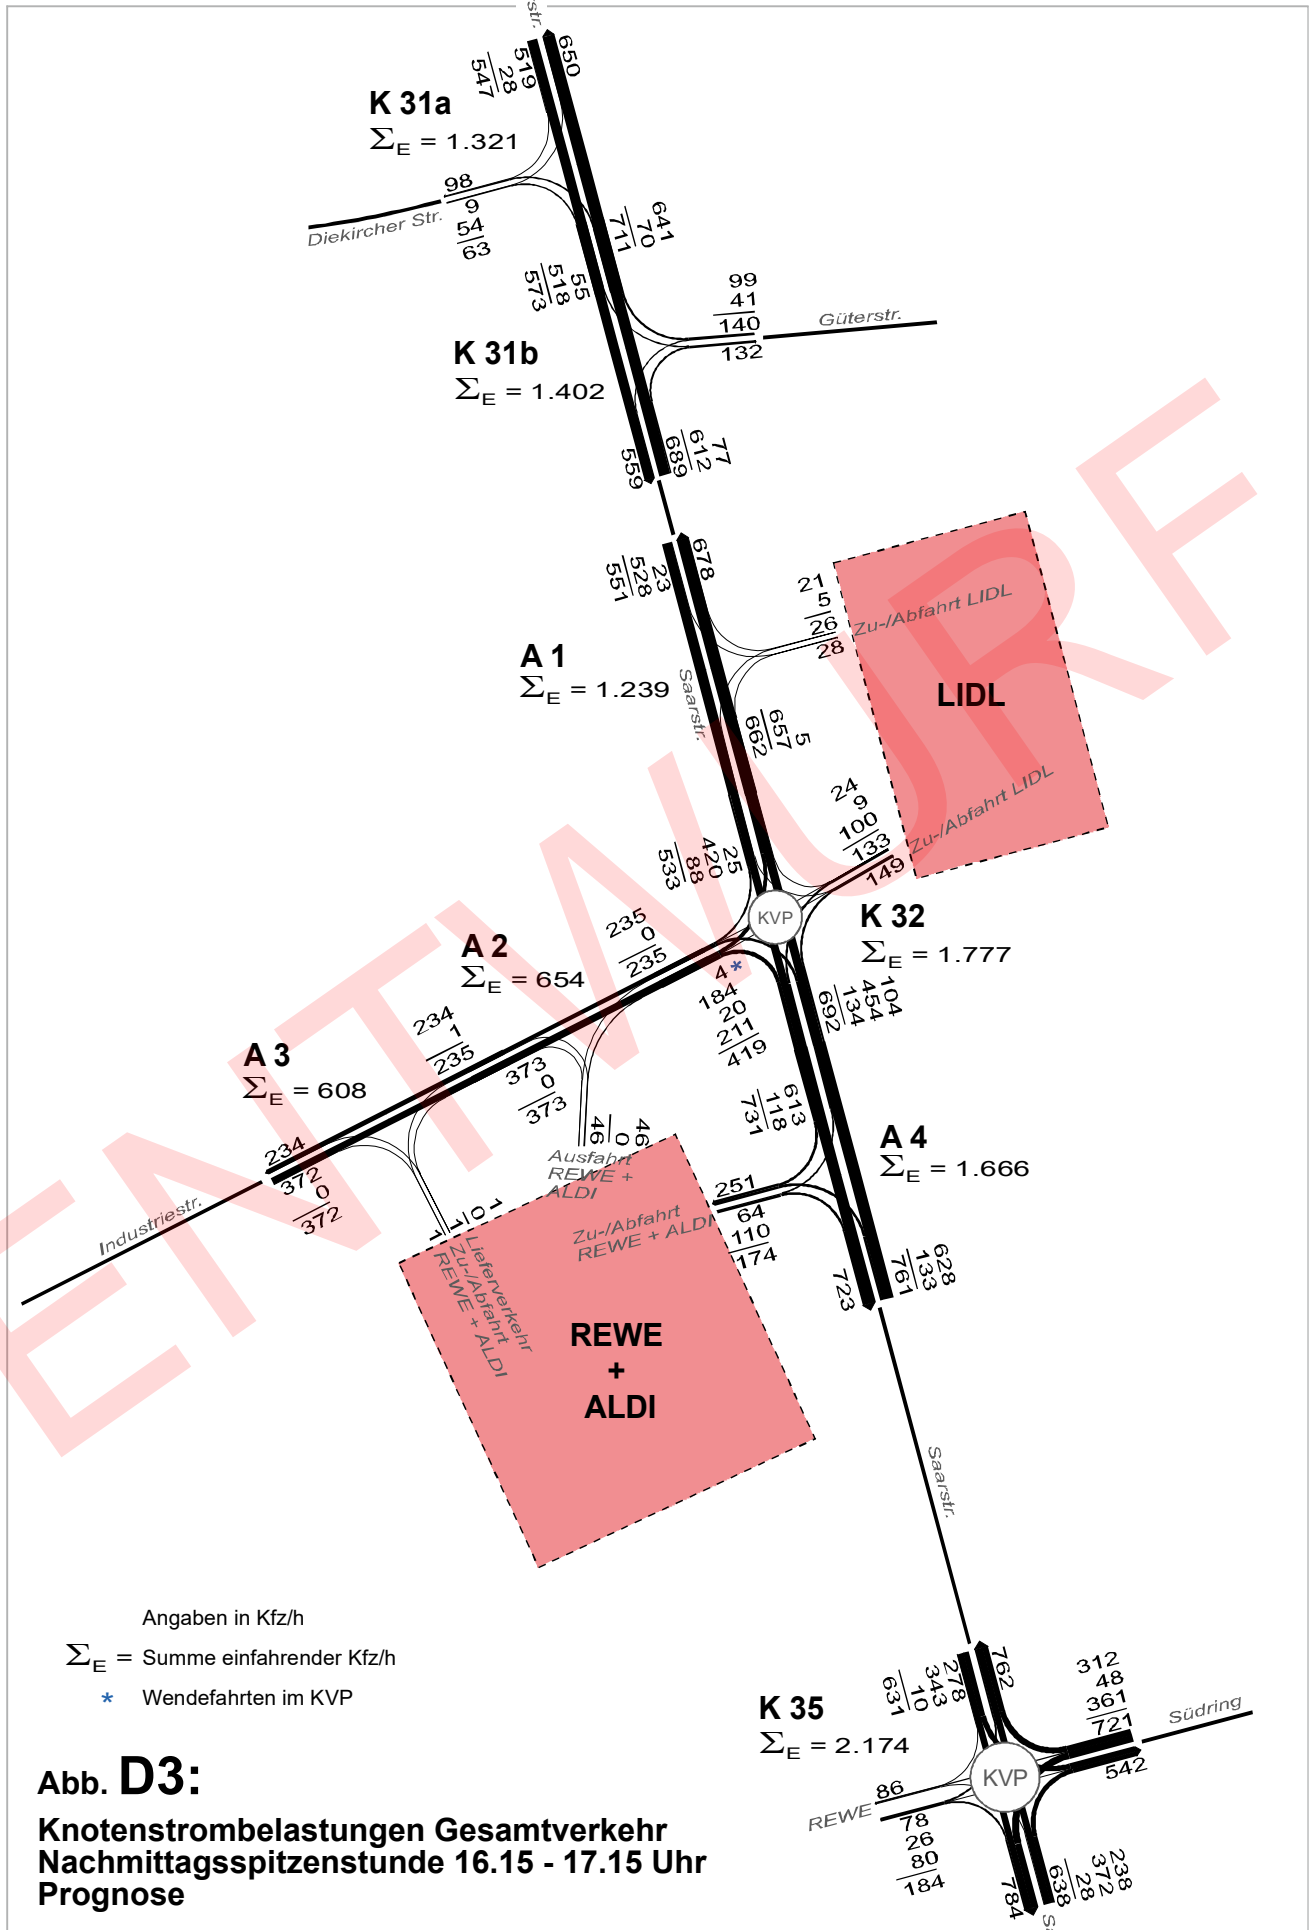 str.
519
28
547
650
K 31a
ΣE = 1.321
98
9
54
63
Diekircher Str.
641
70
711
55
518
573
99
41
140
132
Güterstr.
K 31b
ΣE = 1.402
559
77
612
689
23
528
551
678
21
5
26
28
Zu-/Abfahrt LIDL
A 1
ΣE = 1.239
Saarstr.
LIDL
5
657
662
24
9
100
133
149
Zu-/Abfahrt LIDL
25
420
88
533
KVP
K 32
ΣE = 1.777
235
0
235
A 2
ΣE = 654
4 *
184
20
211
419
104
454
134
692
234
1
235
373
0
373
A 3
ΣE = 608
234
372
0
372
Industriestr.
46
0
46
Ausfahrt
REWE +
ALDI
613
118
731
A 4
ΣE = 1.666
251
64
110
174
Zu-/Abfahrt
REWE + ALDI
1
0
1
1
Lieferverkehr
Zu-/Abfahrt
REWE + ALDI
723
628
133
761
REWE
+
ALDI
Saarstr.
ENTWURF
Angaben in Kfz/h
ΣE = Summe einfahrender Kfz/h
* Wendefahrten im KVP
278
343
10
631
762
312
48
361
721
542
Südring
K 35
ΣE = 2.174
KVP
86
REWE
78
26
80
184
784
238
372
28
638
Abb. D3:
Knotenstrombelastungen Gesamtverkehr
Nachmittagsspitzenstunde 16.15 - 17.15 Uhr
Prognose